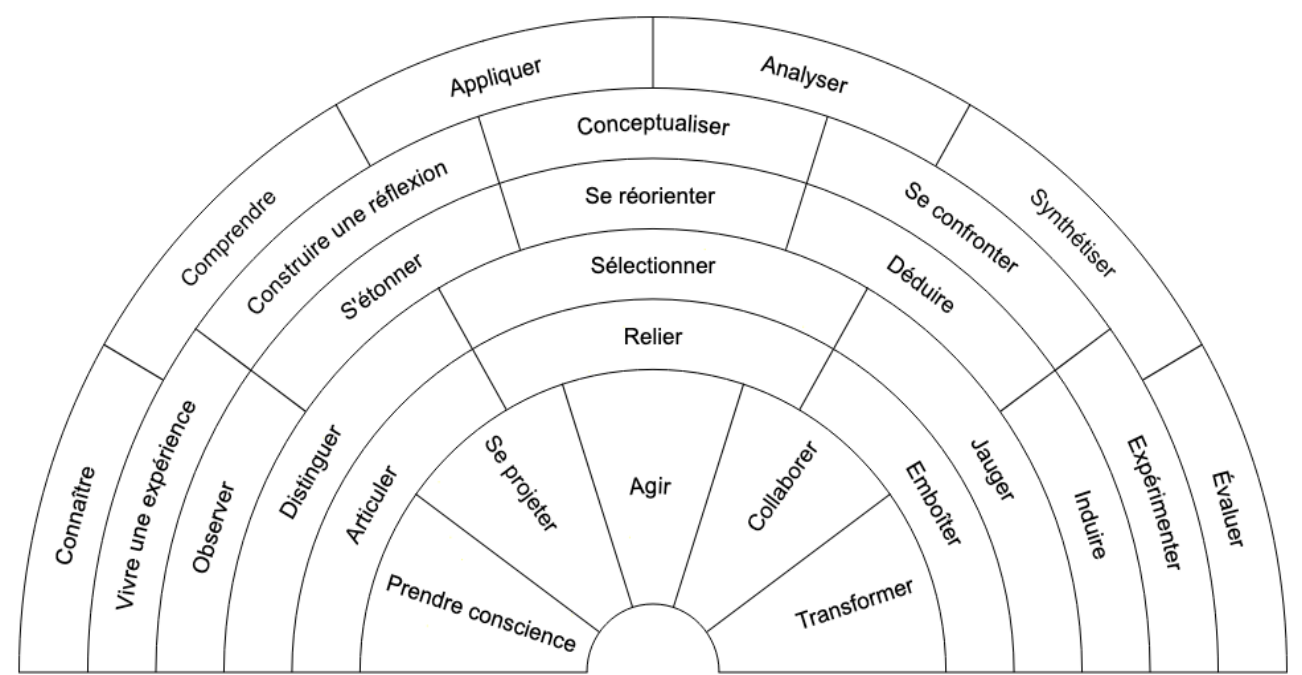 Connaître
Comprendre
Appliquer
Analyser
Synthétiser
Évaluer
Vivre une expérience
Construire une réflexion
Conceptualiser
Se confronter
Expérimenter
Observer
S'étonner
Se réorienter
Déduire
Induire
Distinguer
Sélectionner
Jauger
Articuler
Relier
Emboîter
Prendre conscience
Se projeter
Agir
Collaborer
Transformer